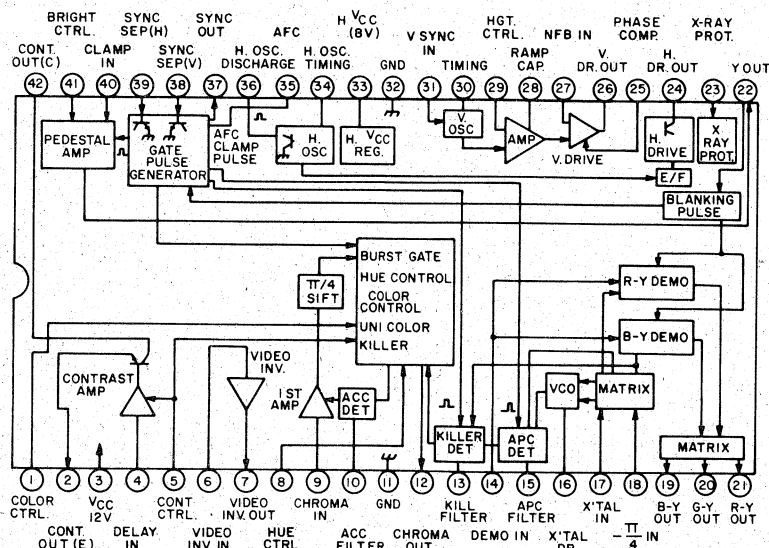 BRIGHT CTRL.
SYNC SEP(H)
SYNC OUT
AFC
H VCC (8V)
V SYNC IN
HGT. CTRL.
NFB IN
PHASE COMP.
X-RAY PROT.
CONT. OUT(C)
CLAMP IN
SYNC SEP(V)
H. OSC. DISCHARGE
H. OSC. TIMING
GND
TIMING
RAMP CAP.
V. DR. OUT
H. DR. OUT
Y OUT
42 41 40 39 38 37 36 35 34 33 32 31 30 29 28 27 26 25 24 23 22
PEDESTAL AMP
GATE PULSE GENERATOR
AFC CLAMP PULSE
H. OSC
H. VCC REG.
V. OSC
AMP
V. DRIVE
H. DRIVE
X RAY PROT.
E/F
BLANKING PULSE
BURST GATE
HUE CONTROL
COLOR CONTROL
UNI COLOR
KILLER
π/4 SIFT
R-Y DEMO
B-Y DEMO
CONTRAST AMP
VIDEO INV.
1ST AMP
ACC DET
KILLER DET
APC DET
VCO
MATRIX
MATRIX
1 2 3 4 5 6 7 8 9 10 11 12 13 14 15 16 17 18 19 20 21
COLOR CTRL.
VCC 12V
CONT. CTRL.
VIDEO INV. OUT
CHROMA IN
GND
KILL FILTER
APC FILTER
X'TAL IN
-π/4 IN
B-Y OUT
G-Y OUT
R-Y OUT
CONT. OUT (E)
DELAY IN
VIDEO INV IN
HUE CTRL
ACC FILTER
CHROMA OUT
DEMO IN
X'TAL DR